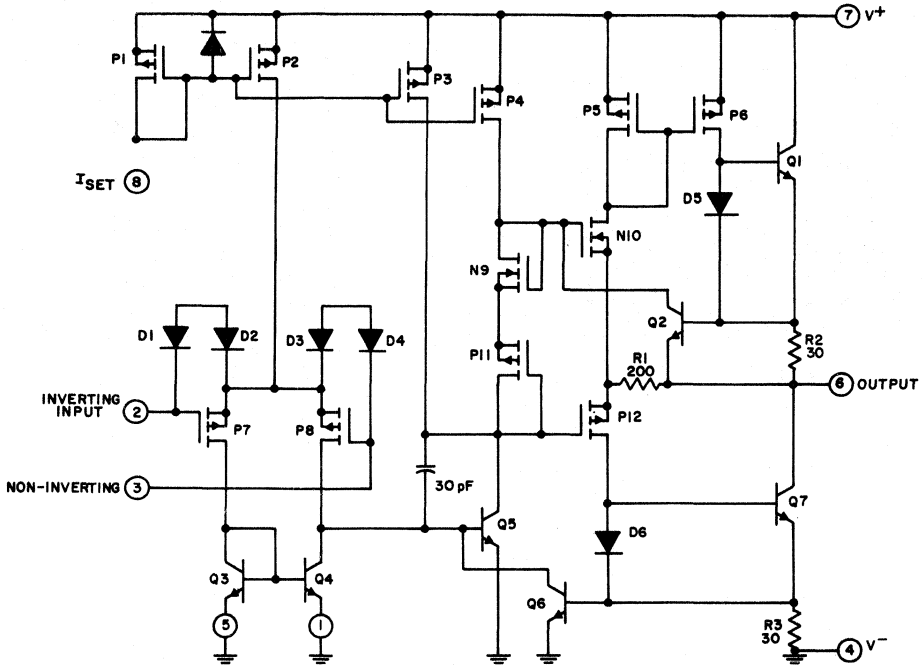 7 V+
P1
P2
P3
P4
P5
P6
Q1
ISET 8
D5
N10
N9
Q2
D1
D2
D3
D4
R2
30
P11
R1
200
6 OUTPUT
INVERTING
INPUT
2
P7
P8
P12
NON-INVERTING 3
30 pF
Q5
Q7
D6
Q3
Q4
Q6
5
1
R3
30
4 V-